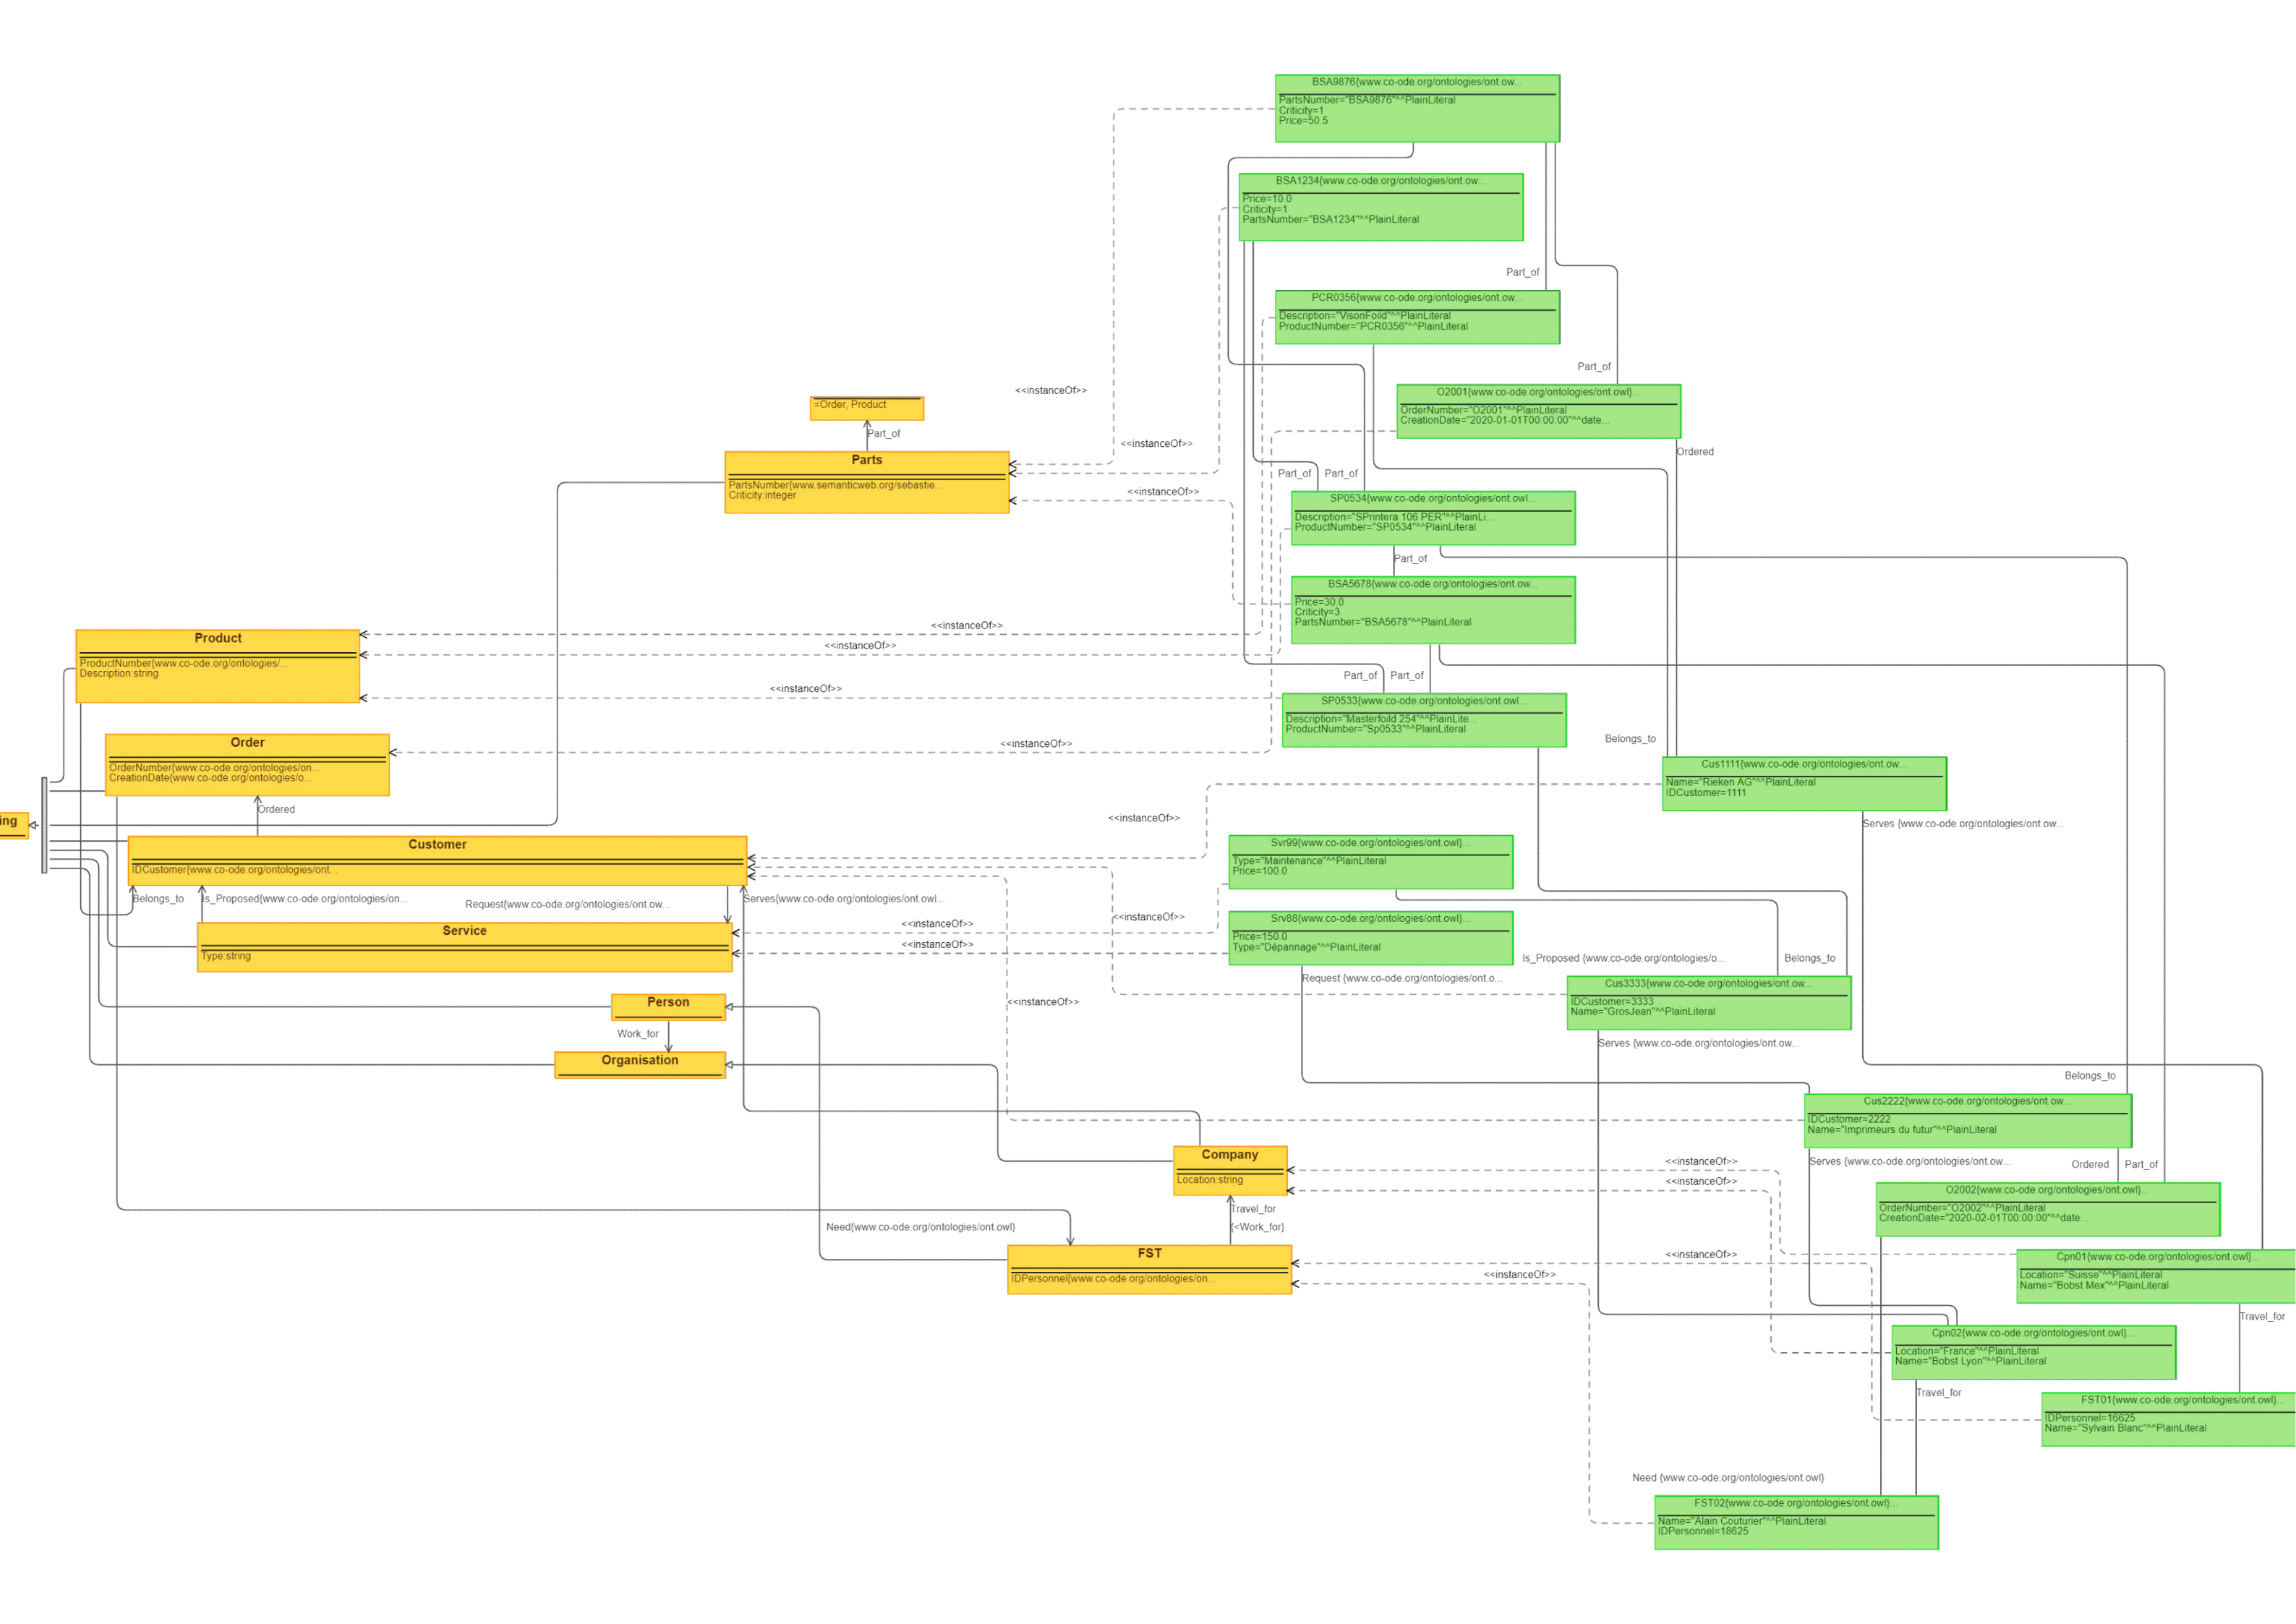 BSA9876{www.co-ode.org/ontologies/ont.ow...
PartsNumber="BSA9876"^^PlainLiteral
Criticity=1
Price=50.5
BSA1234{www.co-ode.org/ontologies/ont.ow...
Price=10.0
Criticity=1
PartsNumber="BSA1234"^^PlainLiteral
Part_of
PCR0356{www.co-ode.org/ontologies/ont.ow...
Description="VisonFoild"^^PlainLiteral
ProductNumber="PCR0356"^^PlainLiteral
Part_of
<<instanceOf>>
O2001{www.co-ode.org/ontologies/ont.owl}...
OrderNumber="O2001"^^PlainLiteral
CreationDate="2020-01-01T00:00:00"^^date...
=Order, Product
Part_of
<<instanceOf>>
Ordered
Parts
PartsNumber{www.semanticweb.org/sebastie...
Criticity:integer
Part_of
Part_of
<<instanceOf>>
SP0534{www.co-ode.org/ontologies/ont.owl...
Description="SPrintera 106 PER"^^PlainLi...
ProductNumber="SP0534"^^PlainLiteral
Part_of
BSA5678{www.co-ode.org/ontologies/ont.ow...
Price=30.0
Criticity=3
PartsNumber="BSA5678"^^PlainLiteral
<<instanceOf>>
Product
ProductNumber{www.co-ode.org/ontologies/...
Description:string
<<instanceOf>>
<<instanceOf>>
Part_of
Part_of
SP0533{www.co-ode.org/ontologies/ont.owl...
Description="Masterfoild 254"^^PlainLite...
ProductNumber="Sp0533"^^PlainLiteral
Order
OrderNumber{www.co-ode.org/ontologies/on...
CreationDate{www.co-ode.org/ontologies/o...
<<instanceOf>>
Belongs_to
Cus1111{www.co-ode.org/ontologies/ont.ow...
Name="Rieken AG"^^PlainLiteral
IDCustomer=1111
Ordered
ing
<<instanceOf>>
Serves {www.co-ode.org/ontologies/ont.ow...
Customer
IDCustomer{www.co-ode.org/ontologies/ont...
Svr99{www.co-ode.org/ontologies/ont.owl}...
Type="Maintenance"^^PlainLiteral
Price=100.0
Belongs_to
Is_Proposed{www.co-ode.org/ontologies/on...
Request{www.co-ode.org/ontologies/ont.ow...
Serves{www.co-ode.org/ontologies/ont.owl...
<<instanceOf>>
<<instanceOf>>
<<instanceOf>>
Service
Type:string
Srv88{www.co-ode.org/ontologies/ont.owl}...
Price=150.0
Type="Dépannage"^^PlainLiteral
Is_Proposed {www.co-ode.org/ontologies/o...
Belongs_to
Request {www.co-ode.org/ontologies/ont.o...
Cus3333{www.co-ode.org/ontologies/ont.ow...
IDCustomer=3333
Name="GrosJean"^^PlainLiteral
<<instanceOf>>
Person
Work_for
Serves {www.co-ode.org/ontologies/ont.ow...
Organisation
Belongs_to
Cus2222{www.co-ode.org/ontologies/ont.ow...
IDCustomer=2222
Name="Imprimeurs du futur"^^PlainLiteral
Company
Location:string
<<instanceOf>>
<<instanceOf>>
Serves {www.co-ode.org/ontologies/ont.ow...
Ordered
Part_of
O2002{www.co-ode.org/ontologies/ont.owl}...
OrderNumber="O2002"^^PlainLiteral
CreationDate="2020-02-01T00:00:00"^^date...
Travel_for
{<Work_for}
Need{www.co-ode.org/ontologies/ont.owl}
FST
IDPersonnel{www.co-ode.org/ontologies/on...
<<instanceOf>>
<<instanceOf>>
Cpn01{www.co-ode.org/ontologies/ont.owl}...
Location="Suisse"^^PlainLiteral
Name="Bobst Mex"^^PlainLiteral
Travel_for
Cpn02{www.co-ode.org/ontologies/ont.owl}...
Location="France"^^PlainLiteral
Name="Bobst Lyon"^^PlainLiteral
Travel_for
FST01{www.co-ode.org/ontologies/ont.owl}...
IDPersonnel=16625
Name="Sylvain Blanc"^^PlainLiteral
Need {www.co-ode.org/ontologies/ont.owl}
FST02{www.co-ode.org/ontologies/ont.owl}...
Name="Alain Couturier"^^PlainLiteral
IDPersonnel=18625